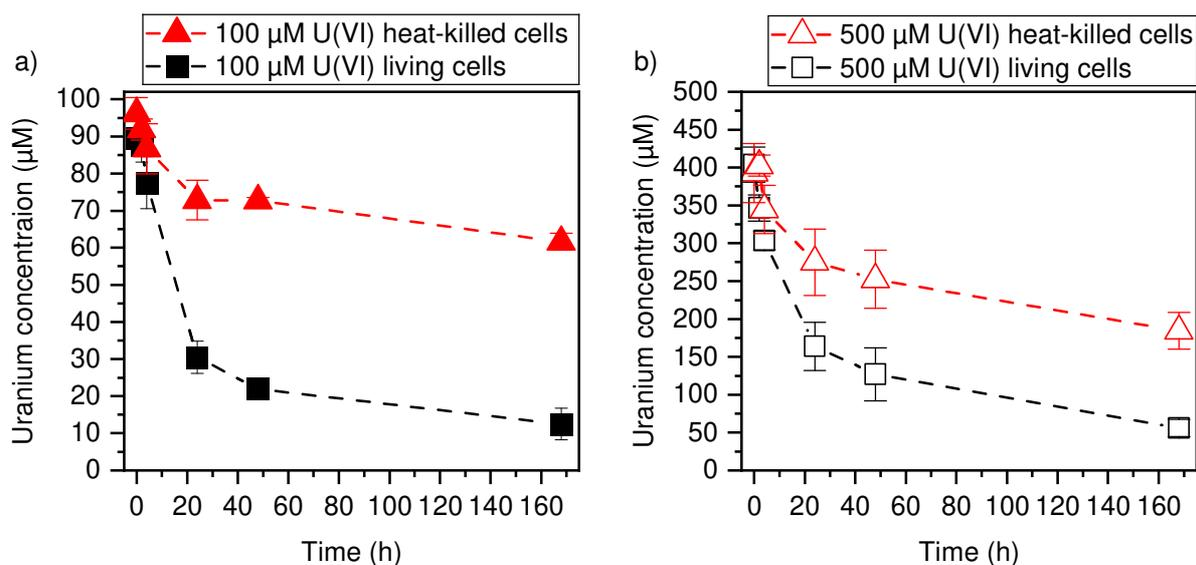 a)
100 µM U(VI) heat-killed cells
100 µM U(VI) living cells
100
90
80
70
60
50
40
30
20
10
0
Uranium concentraion (µM)
0 20 40 60 80 100 120 140 160
Time (h)
b)
500 µM U(VI) heat-killed cells
500 µM U(VI) living cells
500
450
400
350
300
250
200
150
100
50
0
Uranium concentration (µM)
0 20 40 60 80 100 120 140 160
Time (h)